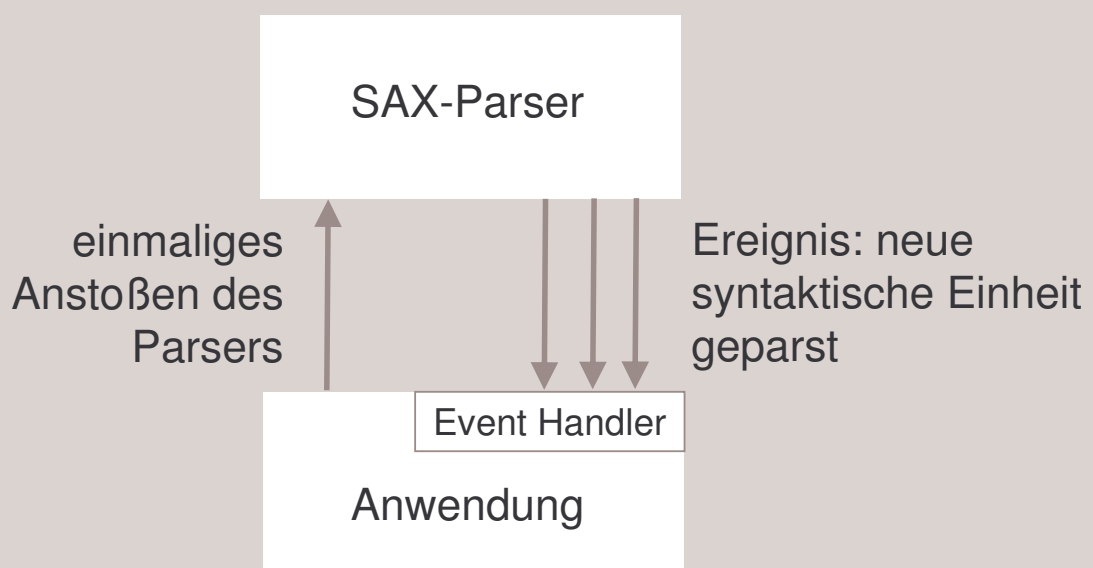 SAX-Parser
einmaliges
Anstoßen des
Parsers
Ereignis: neue
syntaktische Einheit
geparst
Event Handler
Anwendung